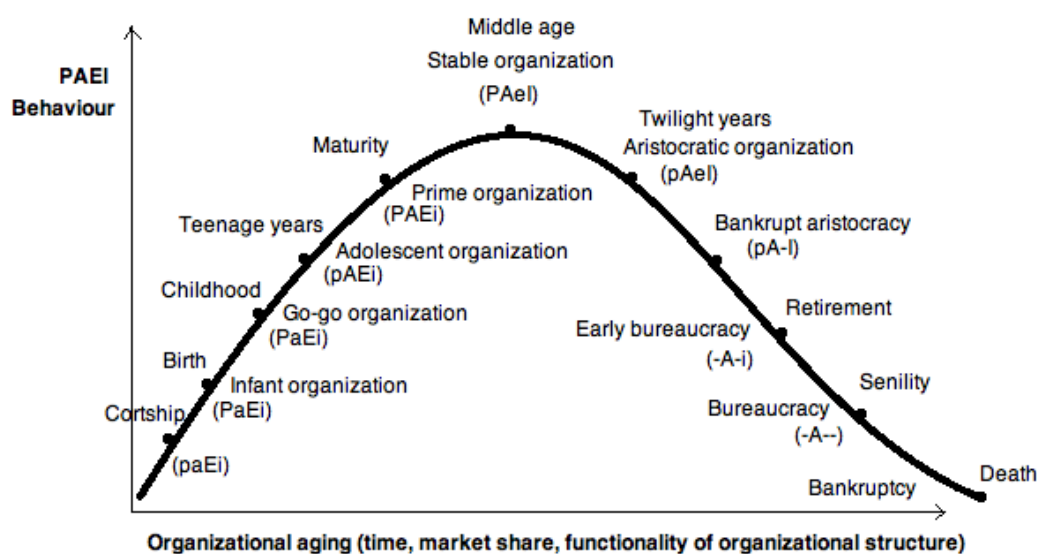 Middle age
Stable organization
(PAeI)
PAEI
Behaviour
Twilight years
Aristocratic organization
(pAeI)
Maturity
Prime organization
(PAEi)
Bankrupt aristocracy
(pA-I)
Teenage years
Adolescent organization
(pAEi)
Childhood
Go-go organization
(PaEi)
Retirement
Early bureaucracy
(-A-i)
Birth
Infant organization
(PaEi)
Senility
Bureaucracy
(-A--)
Cortship
(paEi)
Death
Bankruptcy
Organizational aging (time, market share, functionality of organizational structure)